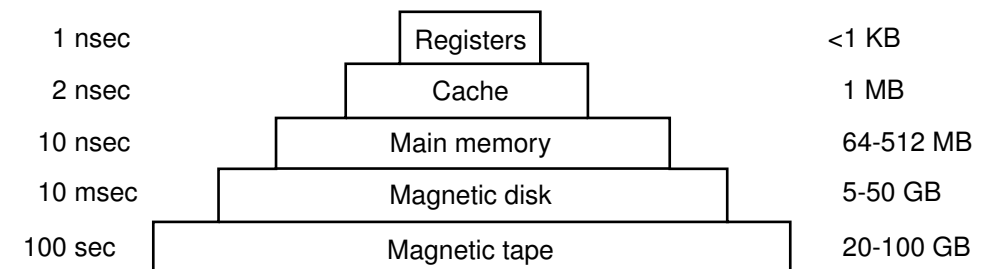 1 nsec Registers <1 KB
2 nsec Cache 1 MB
10 nsec Main memory 64-512 MB
10 msec Magnetic disk 5-50 GB
100 sec Magnetic tape 20-100 GB